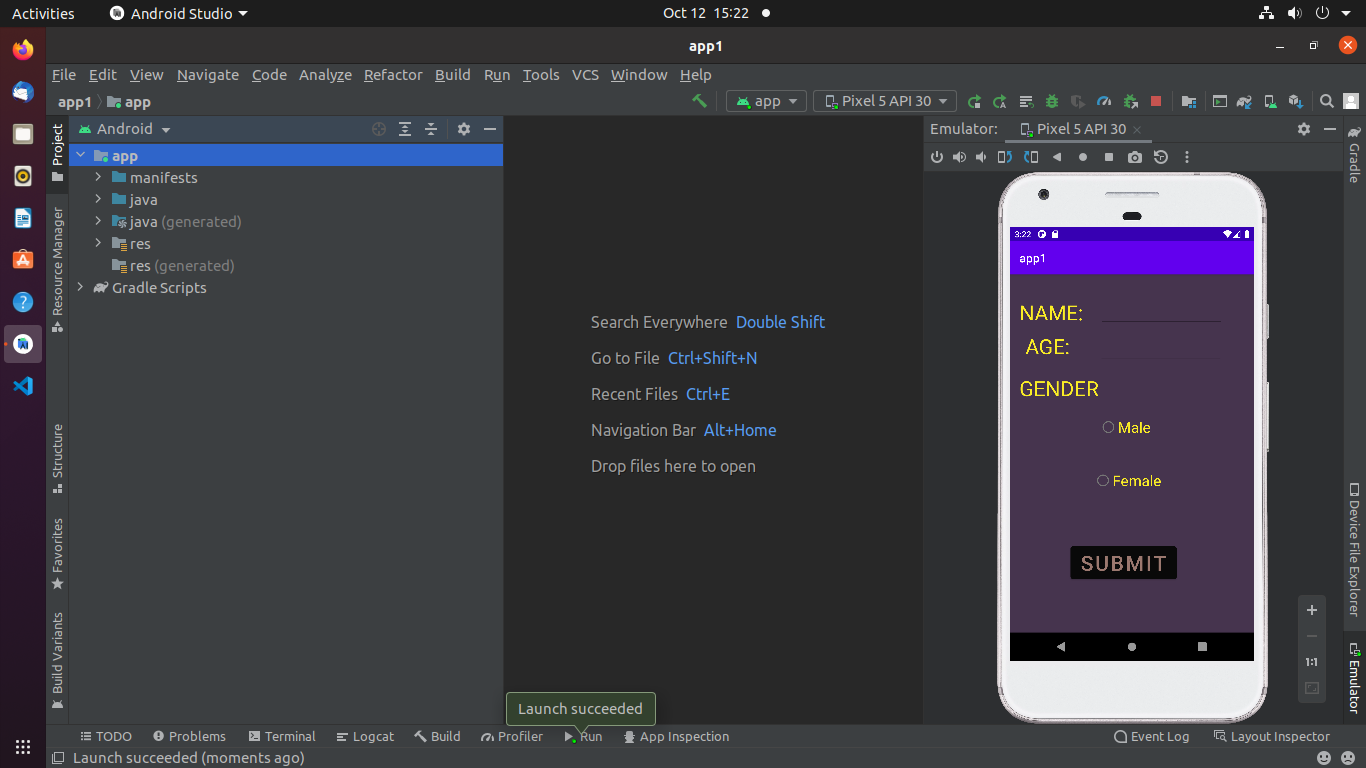 Activities Android Studio Oct 12 15:22
app1
File Edit View Navigate Code Analyze Refactor Build Run Tools VCS Window Help
app1 app app Pixel 5 API 30
Project
Resource Manager
Structure
Favorites
Build Variants
Android
app
manifests
java
java (generated)
res
res (generated)
Gradle Scripts
Search Everywhere Double Shift
Go to File Ctrl+Shift+N
Recent Files Ctrl+E
Navigation Bar Alt+Home
Drop files here to open
Emulator: Pixel 5 API 30
3:22
app1
NAME:
AGE:
GENDER
Male
Female
SUBMIT
1:1
Gradle
Device File Explorer
Emulator
Launch succeeded
TODO Problems Terminal Logcat Build Profiler Run App Inspection Event Log Layout Inspector
Launch succeeded (moments ago)